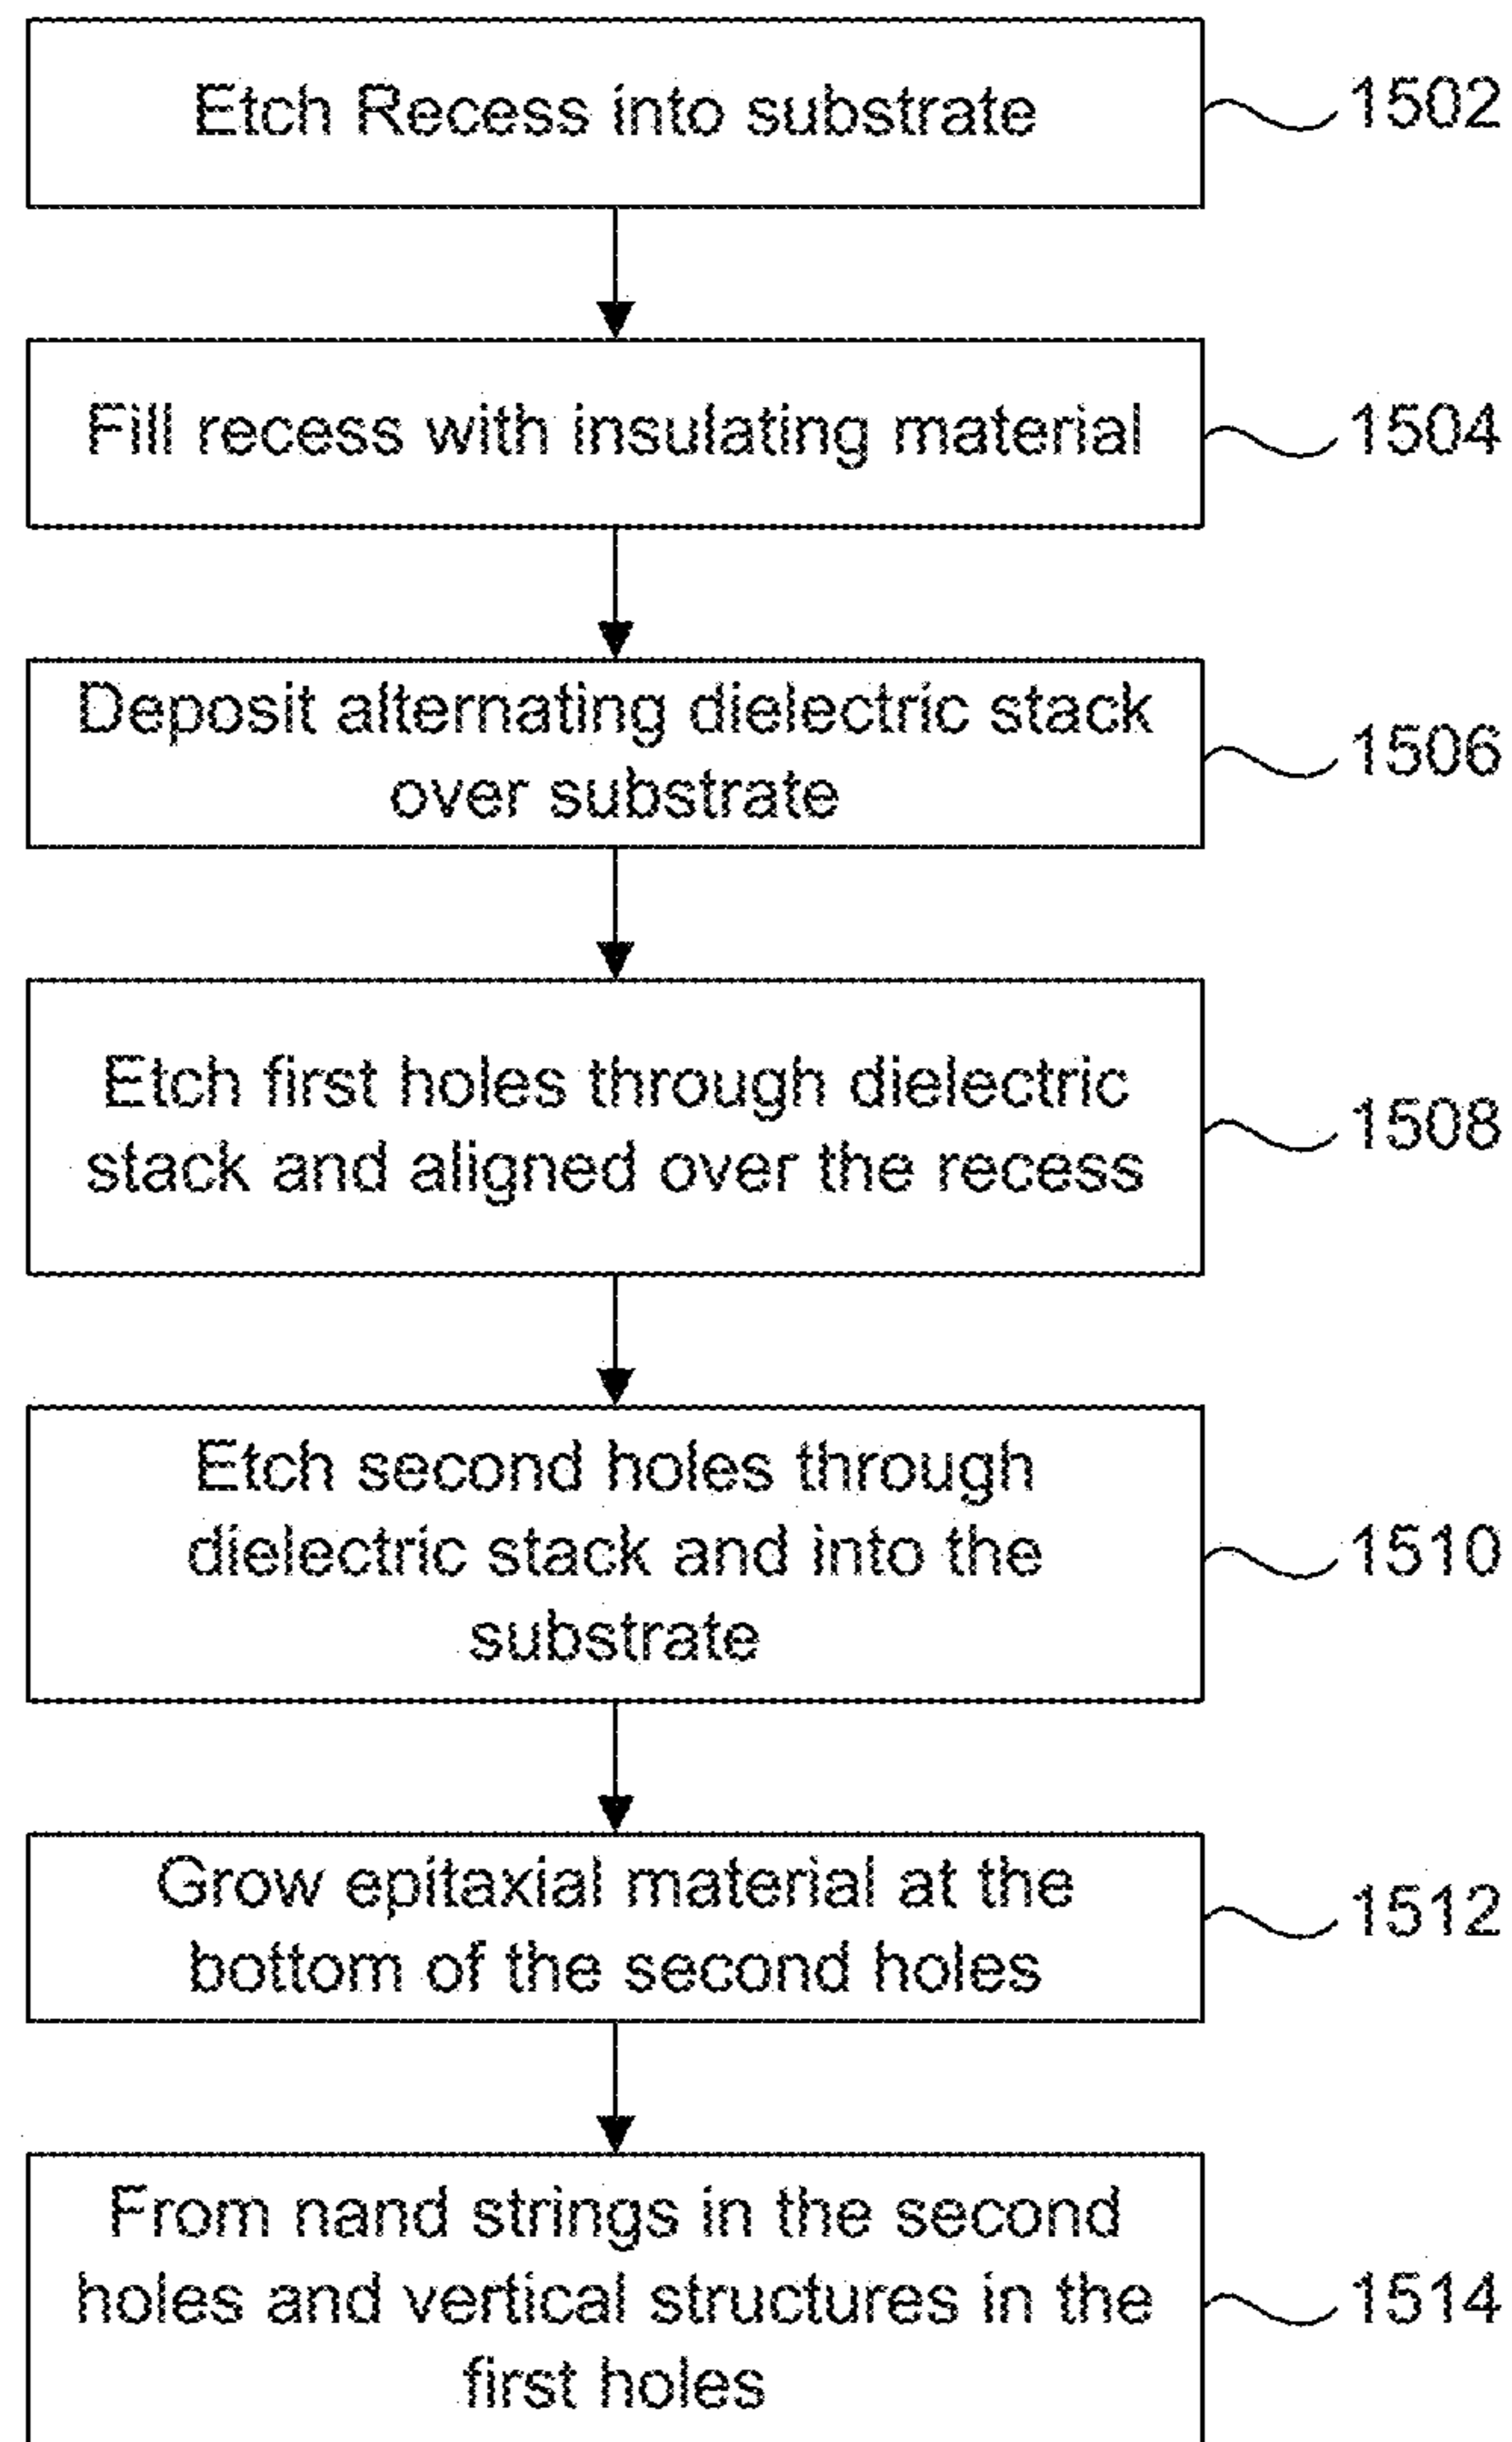 Etch Recess into substrate
1502
Fill recess with insulating material
1504
Deposit alternating dielectric stack
over substrate
1506
Etch first holes through dielectric
stack and aligned over the recess
1508
Etch second holes through
dielectric stack and into the
substrate
1510
Grow epitaxial material at the
bottom of the second holes
1512
From nand strings in the second
holes and vertical structures in the
first holes
1514